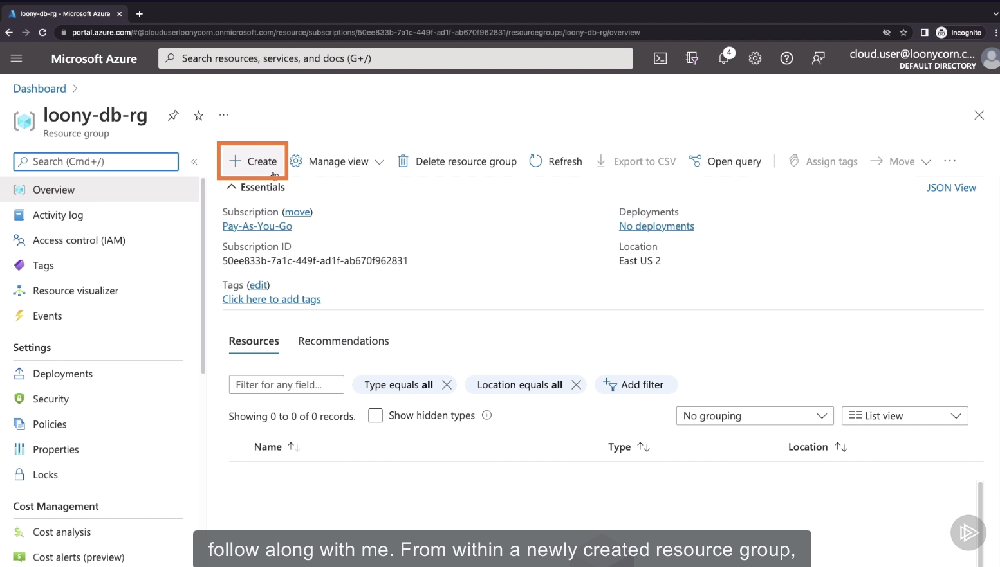 loony-db-rg - Microsoft Azure
portal.azure.com/#@clouduserloonycorn.onmicrosoft.com/resource/subscriptions/50ee833b-7a1c-449f-ad1f-ab670f962831/resourcegroups/loony-db-rg/overview
Incognito
Microsoft Azure
Search resources, services, and docs (G+/)
4
cloud.user@loonycorn.c...
DEFAULT DIRECTORY
Dashboard
loony-db-rg
Resource group
Search (Cmd+/)
Create
Manage view
Delete resource group
Refresh
Export to CSV
Open query
Assign tags
Move
Overview
Activity log
Access control (IAM)
Tags
Resource visualizer
Events
Settings
Deployments
Security
Policies
Properties
Locks
Cost Management
Cost analysis
Cost alerts (preview)
Essentials
JSON View
Subscription (move)
Pay-As-You-Go
Subscription ID
50ee833b-7a1c-449f-ad1f-ab670f962831
Tags (edit)
Click here to add tags
Deployments
No deployments
Location
East US 2
Resources
Recommendations
Filter for any field...
Type equals all
Location equals all
Add filter
Showing 0 to 0 of 0 records.
Show hidden types
No grouping
List view
Name
Type
Location
follow along with me. From within a newly created resource group,